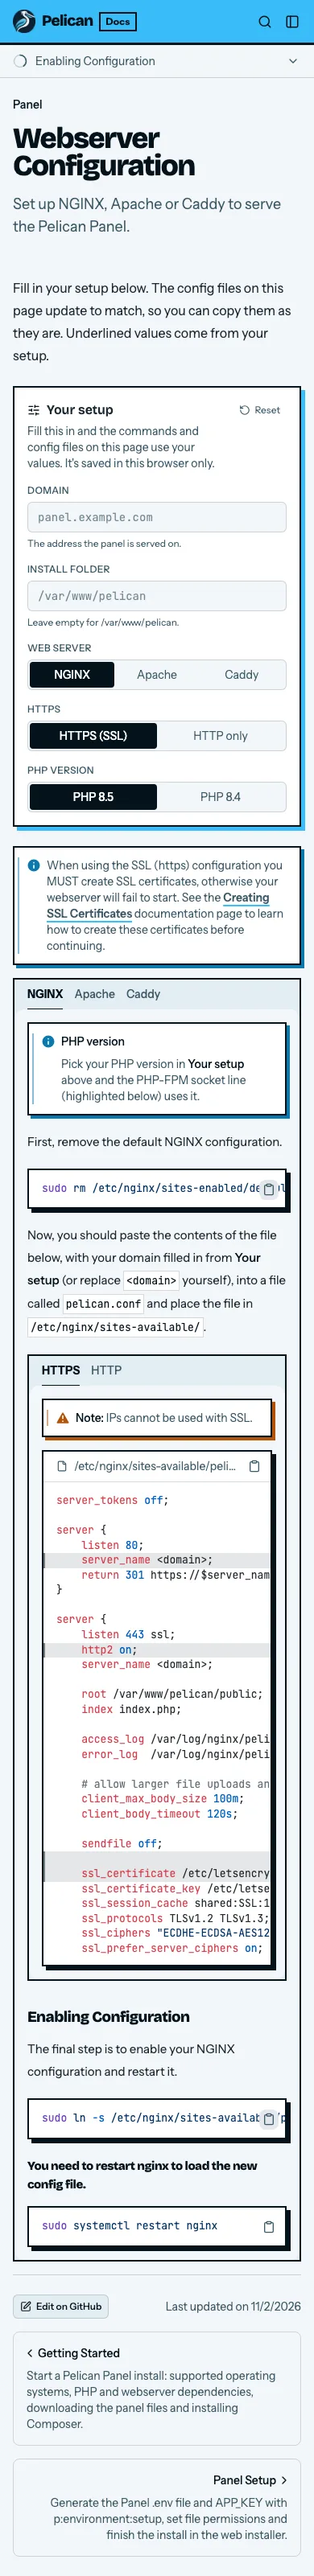 Pelican Docs
Enabling Configuration
Panel
Webserver
Configuration
Set up NGINX, Apache or Caddy to serve
the Pelican Panel.
Fill in your setup below. The config files on this
page update to match, so you can copy them as
they are. Underlined values come from your
setup.
Your setup
Reset
Fill this in and the commands and
config files on this page use your
values. It's saved in this browser only.
DOMAIN
panel.example.com
The address the panel is served on.
INSTALL FOLDER
/var/www/pelican
Leave empty for /var/www/pelican.
WEB SERVER
NGINX Apache Caddy
HTTPS
HTTPS (SSL) HTTP only
PHP VERSION
PHP 8.5 PHP 8.4
When using the SSL (https) configuration you
MUST create SSL certificates, otherwise your
webserver will fail to start. See the Creating
SSL Certificates documentation page to learn
how to create these certificates before
continuing.
NGINX Apache Caddy
PHP version
Pick your PHP version in Your setup
above and the PHP-FPM socket line
(highlighted below) uses it.
First, remove the default NGINX configuration.
sudo rm /etc/nginx/sites-enabled/de
Now, you should paste the contents of the file
below, with your domain filled in from Your
setup (or replace <domain> yourself), into a file
called pelican.conf and place the file in
/etc/nginx/sites-available/.
HTTPS HTTP
Note: IPs cannot be used with SSL.
/etc/nginx/sites-available/peli...
server_tokens off;
server {
listen 80;
server_name <domain>;
return 301 https://$server_nam
}
server {
listen 443 ssl;
http2 on;
server_name <domain>;
root /var/www/pelican/public;
index index.php;
access_log /var/log/nginx/peli
error_log /var/log/nginx/peli
# allow larger file uploads an
client_max_body_size 100m;
client_body_timeout 120s;
sendfile off;
ssl_certificate /etc/letsencry
ssl_certificate_key /etc/letse
ssl_session_cache shared:SSL:1
ssl_protocols TLSv1.2 TLSv1.3;
ssl_ciphers "ECDHE-ECDSA-AES12
ssl_prefer_server_ciphers on;
Enabling Configuration
The final step is to enable your NGINX
configuration and restart it.
sudo ln -s /etc/nginx/sites-availab
You need to restart nginx to load the new
config file.
sudo systemctl restart nginx
Edit on GitHub
Last updated on 11/2/2026
Getting Started
Start a Pelican Panel install: supported operating
systems, PHP and webserver dependencies,
downloading the panel files and installing
Composer.
Panel Setup
Generate the Panel .env file and APP_KEY with
p:environment:setup, set file permissions and
finish the install in the web installer.